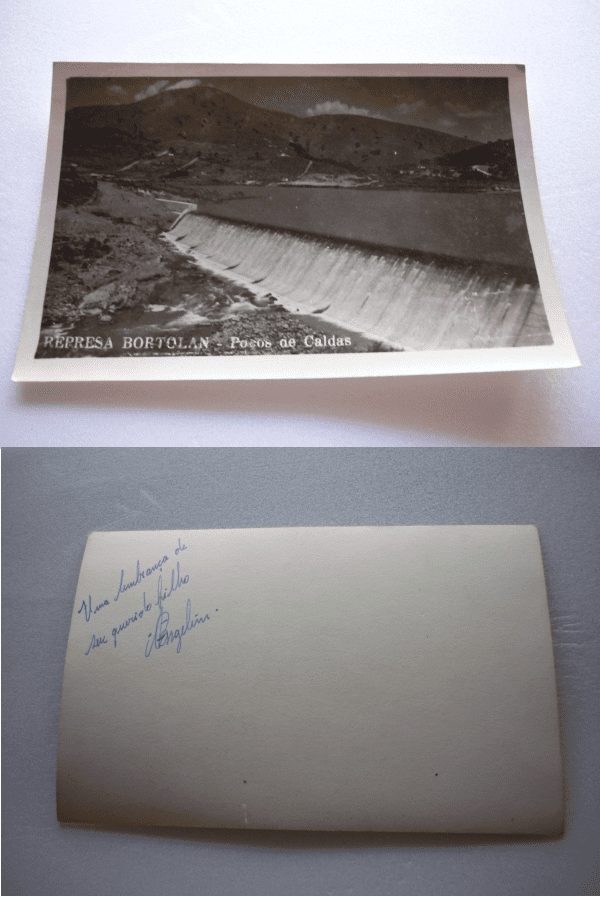 REPRESA BORTOLAN - Poços de Caldas
Uma lembrança de
seu querido filho